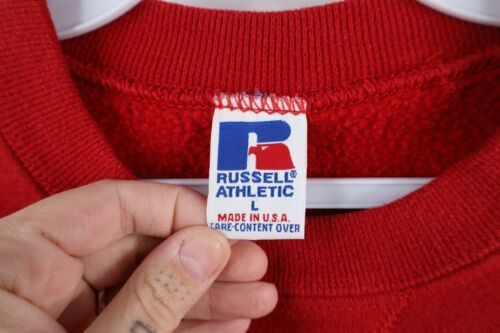 R
RUSSELL®
ATHLETIC
L
MADE IN U.S.A.
CARE-CONTENT OVER